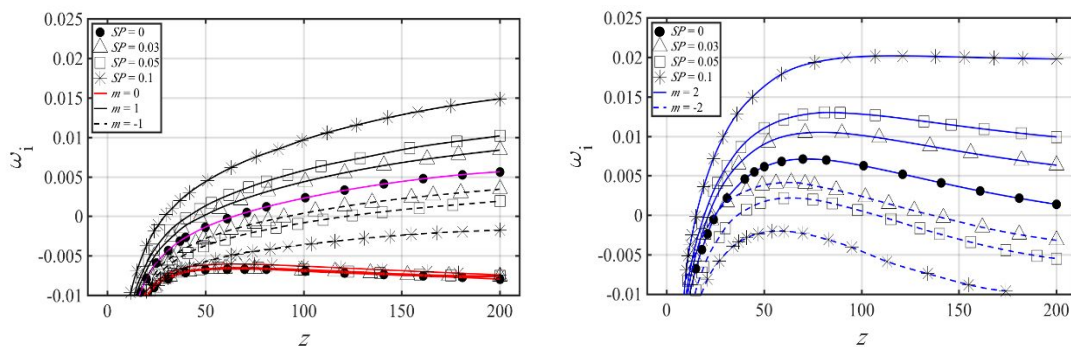 0.025
0.02
0.015
0.01
0.005
0
-0.005
-0.01
ωi
SP = 0
SP = 0.03
SP = 0.05
SP = 0.1
m = 0
m = 1
m = -1
0 50 100 150 200
z
0.025
0.02
0.015
0.01
0.005
0
-0.005
-0.01
ωi
SP = 0
SP = 0.03
SP = 0.05
SP = 0.1
m = 2
m = -2
0 50 100 150 200
z